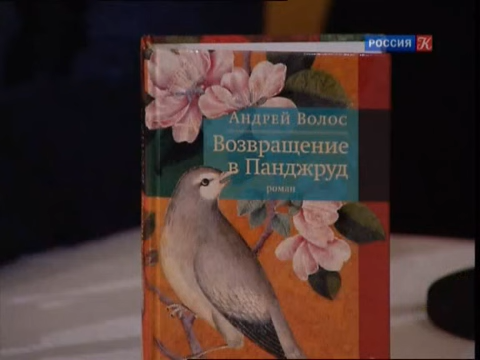 РОССИЯ К
АНДРЕЙ ВОЛОС
Возвращение
в Панджруд
роман